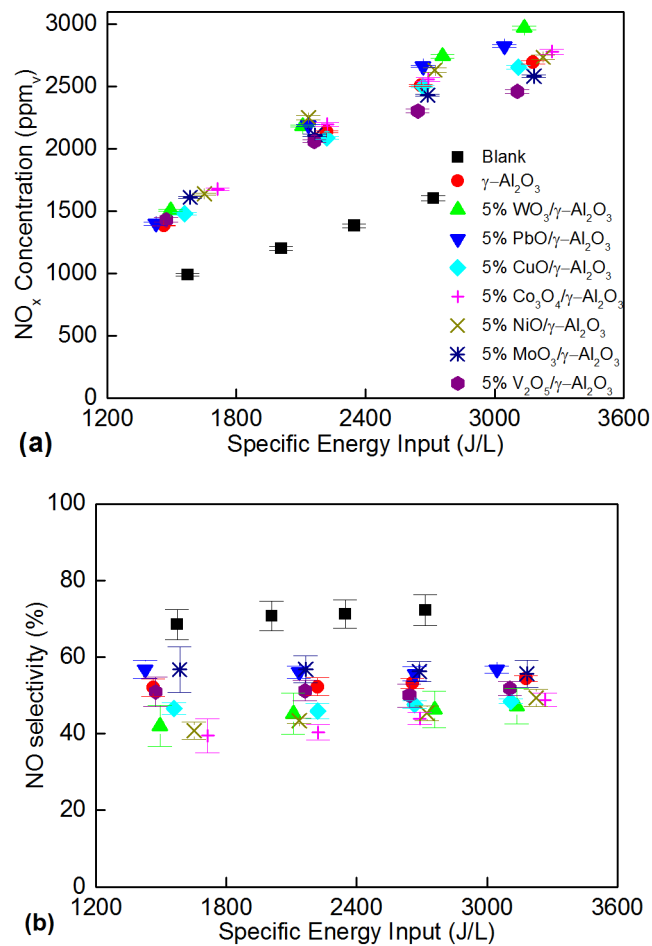 3000
2500
2000
1500
1000
500
0
NOₓ Concentration (ppmᵥ)
Blank
γ–Al₂O₃
5% WO₃/γ–Al₂O₃
5% PbO/γ–Al₂O₃
5% CuO/γ–Al₂O₃
5% Co₃O₄/γ–Al₂O₃
5% NiO/γ–Al₂O₃
5% MoO₃/γ–Al₂O₃
5% V₂O₅/γ–Al₂O₃
1200 1800 2400 3000 3600
(a) Specific Energy Input (J/L)
100
80
60
40
20
0
NO selectivity (%)
1200 1800 2400 3000 3600
(b) Specific Energy Input (J/L)